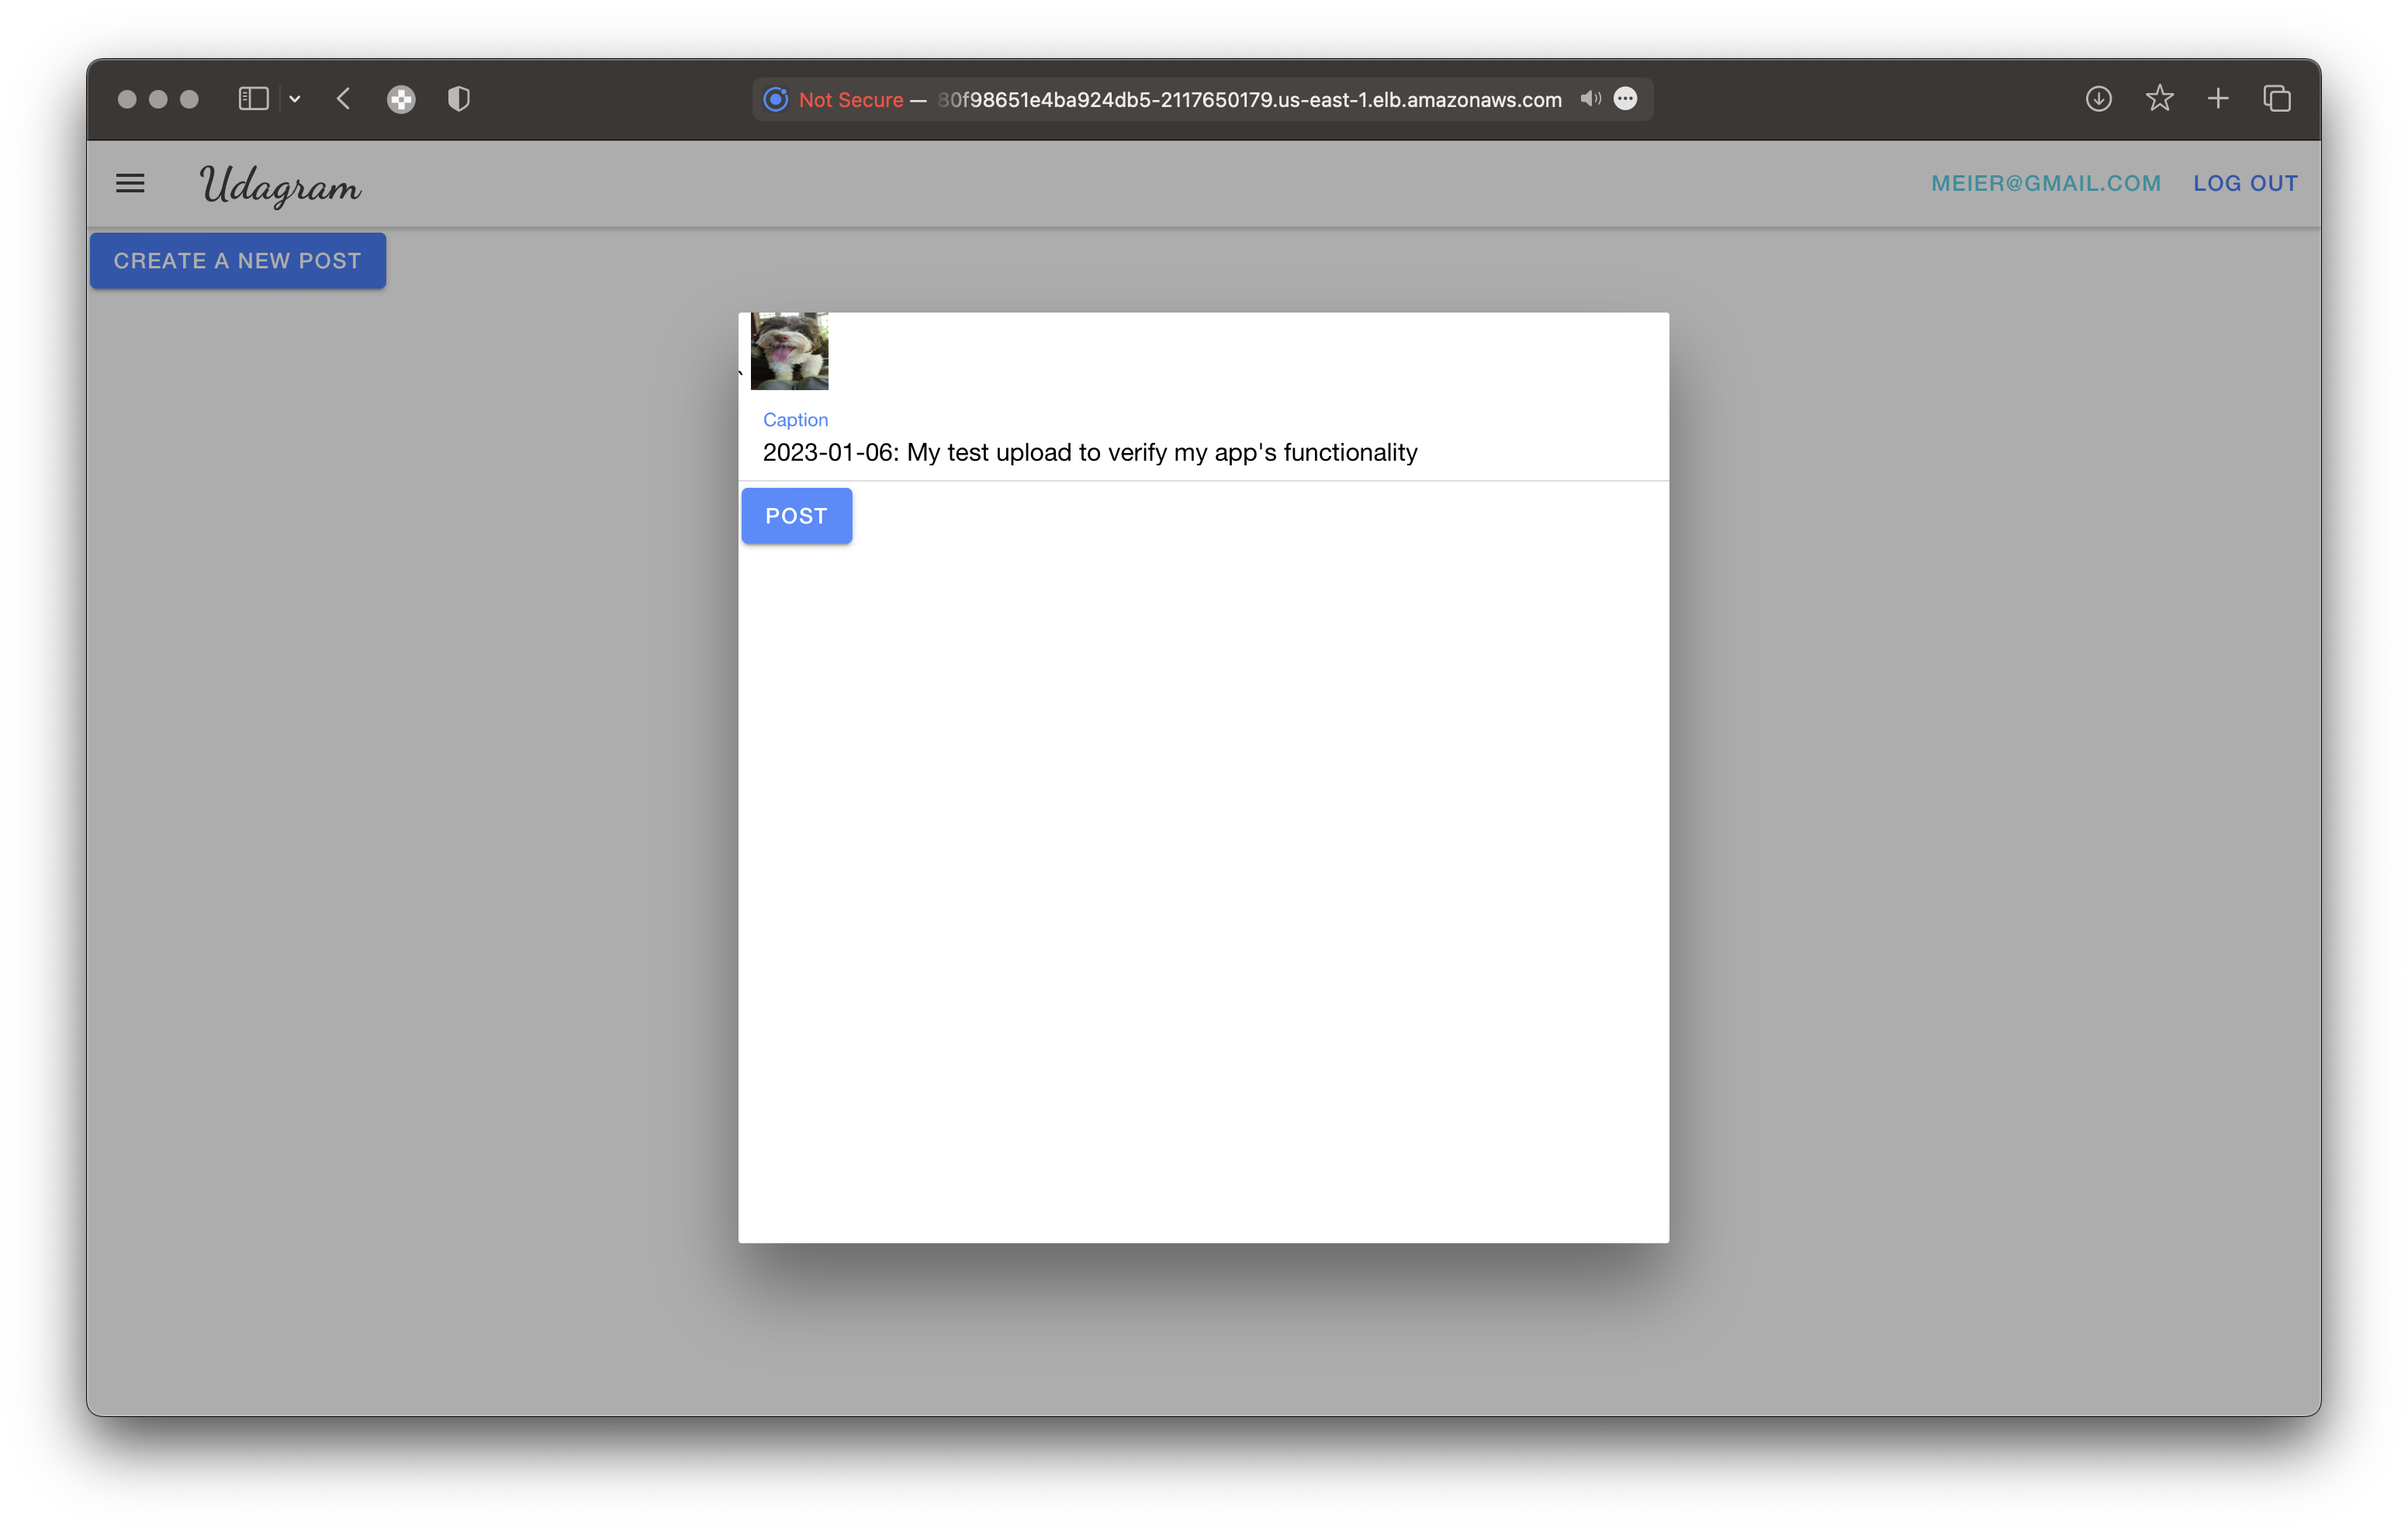 Not Secure — 80f98651e4ba924db5-2117650179.us-east-1.elb.amazonaws.com
Udagram
MEIER@GMAIL.COM LOG OUT
CREATE A NEW POST
`
Caption
2023-01-06: My test upload to verify my app's functionality
POST